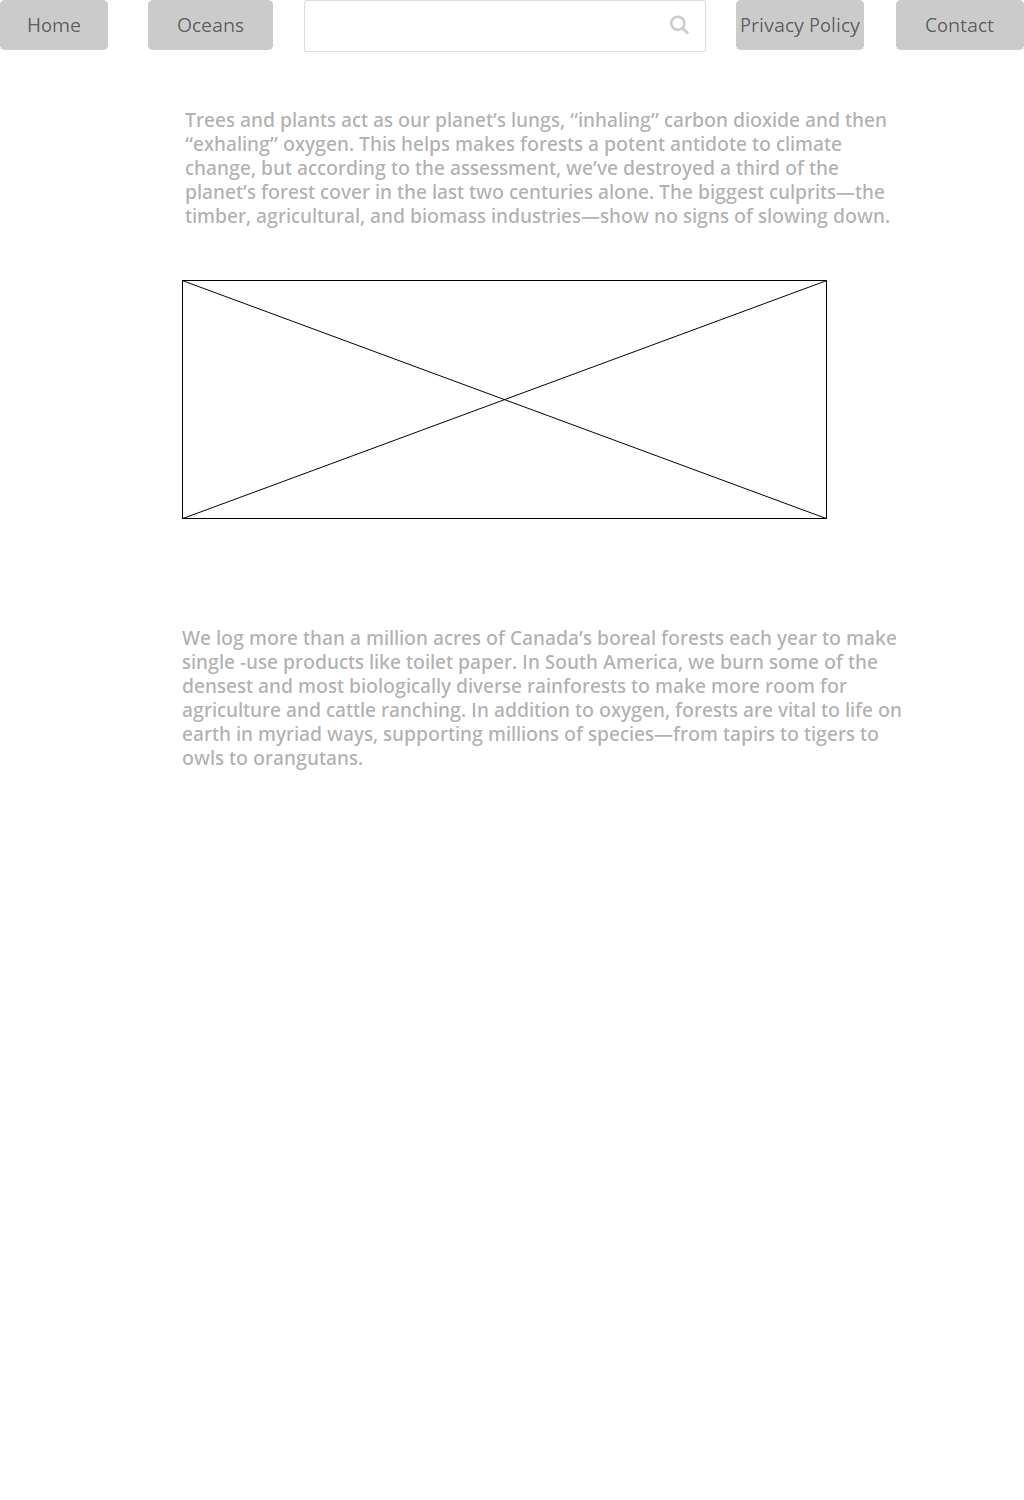 Home
Oceans
Privacy Policy
Contact
Trees and plants act as our planet’s lungs, “inhaling” carbon dioxide and then
“exhaling” oxygen. This helps makes forests a potent antidote to climate
change, but according to the assessment, we’ve destroyed a third of the
planet’s forest cover in the last two centuries alone. The biggest culprits—the
timber, agricultural, and biomass industries—show no signs of slowing down.
We log more than a million acres of Canada’s boreal forests each year to make
single -use products like toilet paper. In South America, we burn some of the
densest and most biologically diverse rainforests to make more room for
agriculture and cattle ranching. In addition to oxygen, forests are vital to life on
earth in myriad ways, supporting millions of species—from tapirs to tigers to
owls to orangutans.